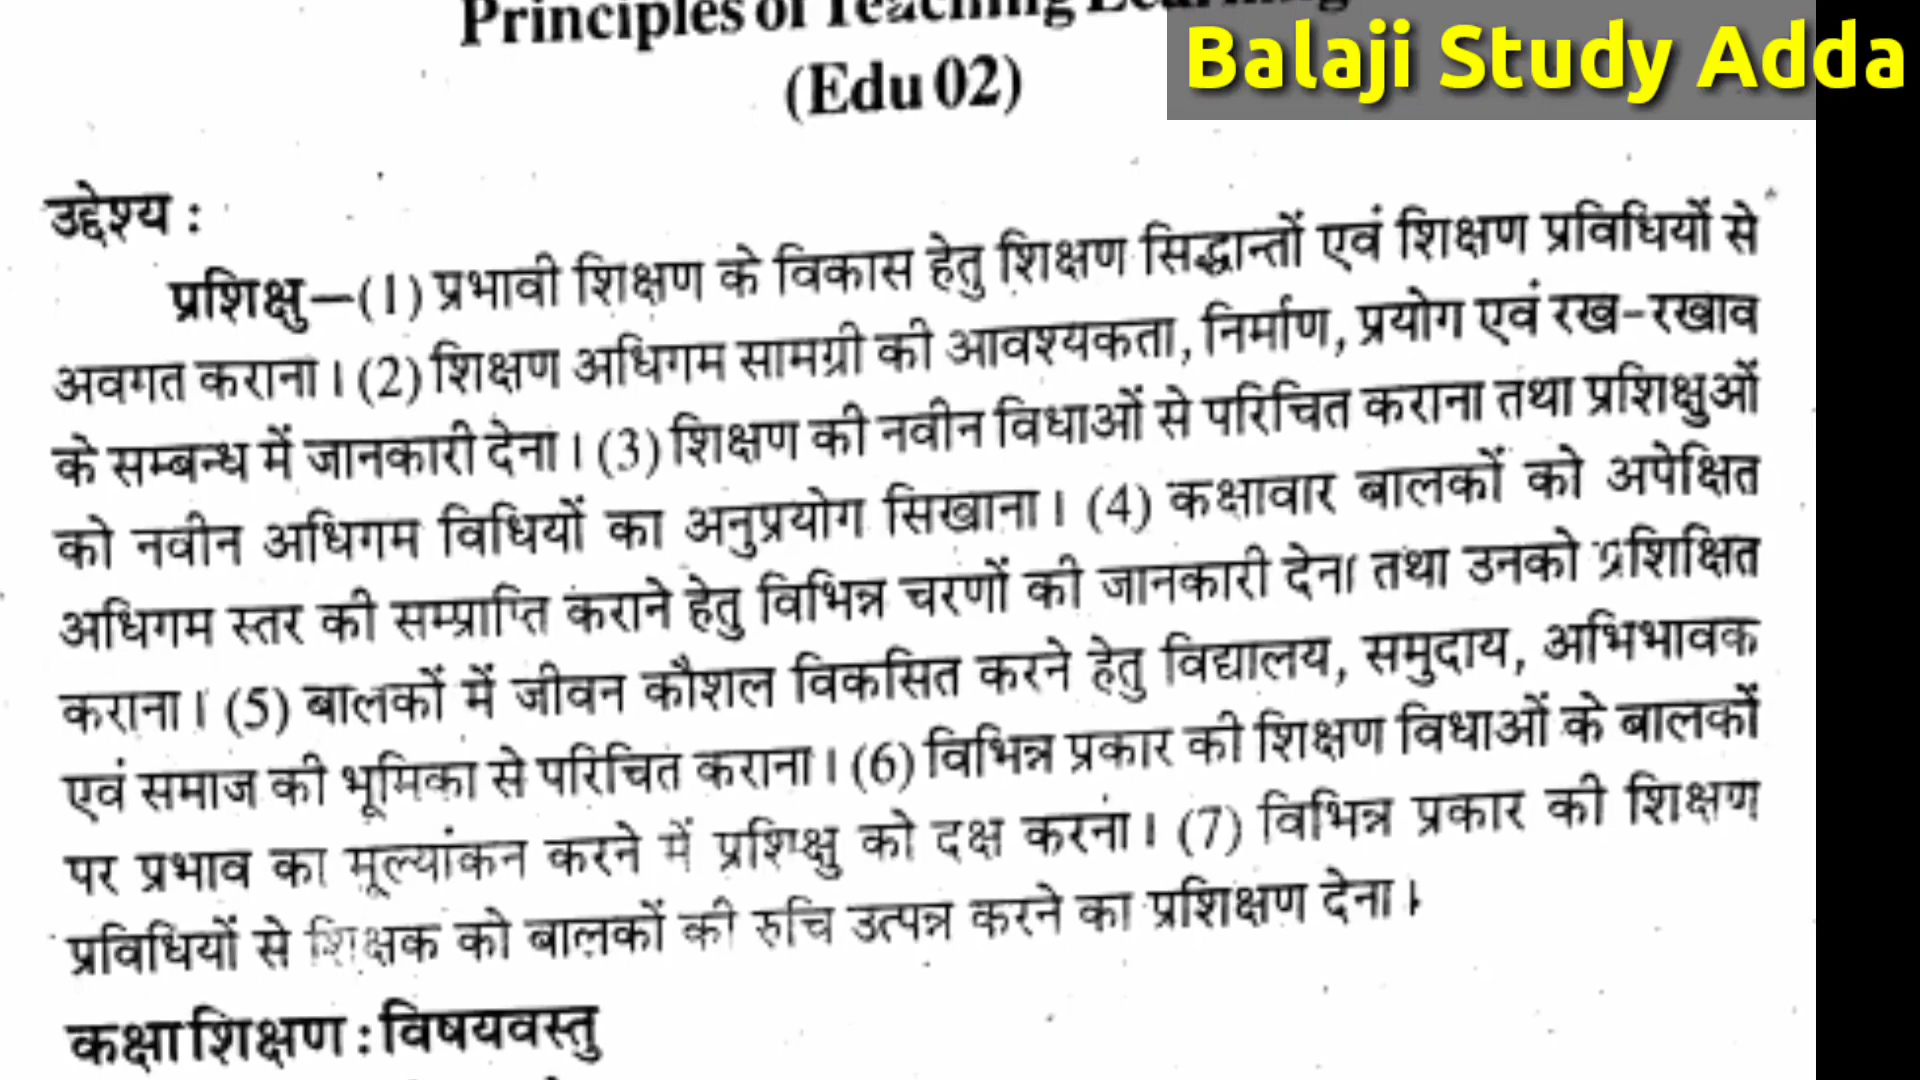 Principles of Teaching Learning
Balaji Study Adda
(Edu 02)
उद्देश्य :
प्रशिक्षु—(1) प्रभावी शिक्षण के विकास हेतु शिक्षण सिद्धान्तों एवं शिक्षण प्रविधियों से
अवगत कराना। (2) शिक्षण अधिगम सामग्री की आवश्यकता, निर्माण, प्रयोग एवं रख-रखाव
के सम्बन्ध में जानकारी देना। (3) शिक्षण की नवीन विधाओं से परिचित कराना तथा प्रशिक्षुओं
को नवीन अधिगम विधियों का अनुप्रयोग सिखाना। (4) कक्षावार बालकों को अपेक्षित
अधिगम स्तर की सम्प्राप्ति कराने हेतु विभिन्न चरणों की जानकारी देना तथा उनको प्रशिक्षित
कराना। (5) बालकों में जीवन कौशल विकसित करने हेतु विद्यालय, समुदाय, अभिभावक
एवं समाज की भूमिका से परिचित कराना। (6) विभिन्न प्रकार की शिक्षण विधाओं के बालकों
पर प्रभाव का मूल्यांकन करने में प्रशिक्षु को दक्ष करना। (7) विभिन्न प्रकार की शिक्षण
प्रविधियों से शिक्षक को बालकों की रुचि उत्पन्न करने का प्रशिक्षण देना।
कक्षा शिक्षण : विषयवस्तु